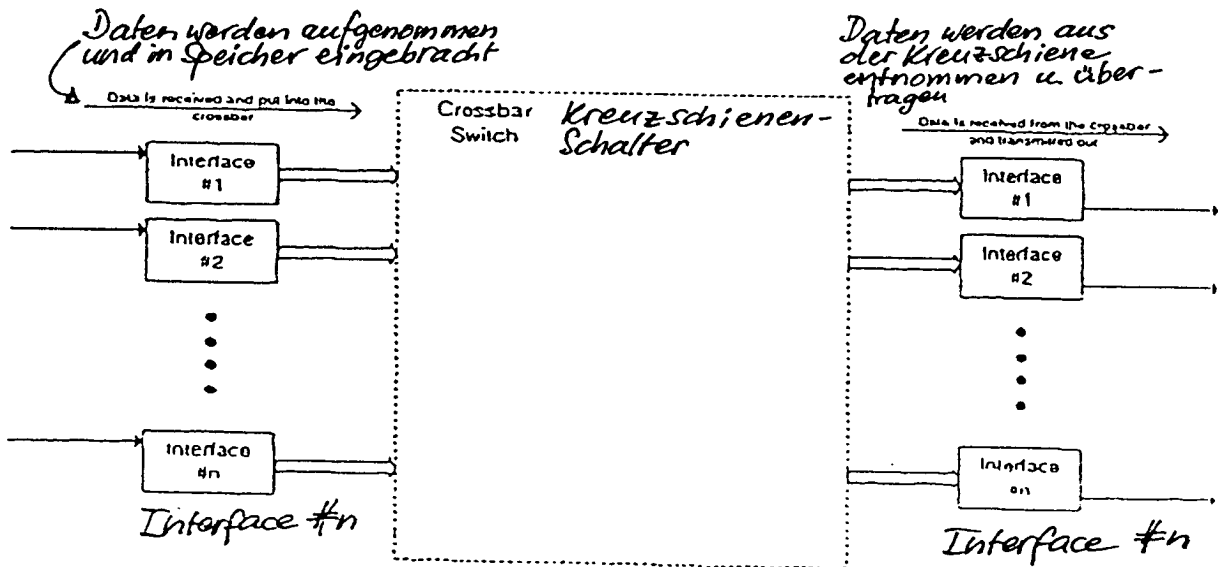 Daten werden aufgenommen
und in Speicher eingebracht
Data is received and put into the
crossbar
Daten werden aus
der Kreuzschiene
entnommen u. über-
tragen
Data is received from the crossbar
and transmitted out
Crossbar
Switch
Kreuzschienen-
Schalter
Interface
#1
Interface
#2
Interface
#n
Interface #n
Interface
#1
Interface
#2
Interface
#n
Interface #n